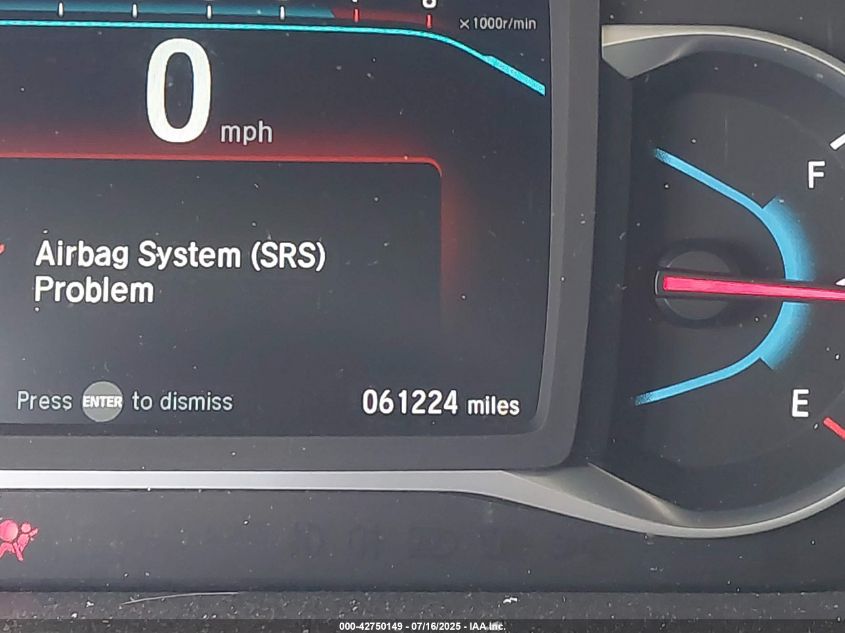 x1000r/min
0 mph
F
Airbag System (SRS)
Problem
Press ENTER to dismiss
061224 miles
E
000-42750149 - 07/16/2025 - IAA Inc.